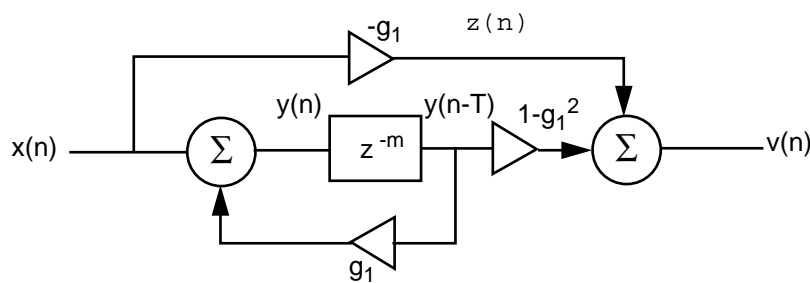 -g₁
z(n)
y(n)
y(n-T)
1-g₁²
x(n)
Σ
z⁻ᵐ
Σ
v(n)
g₁